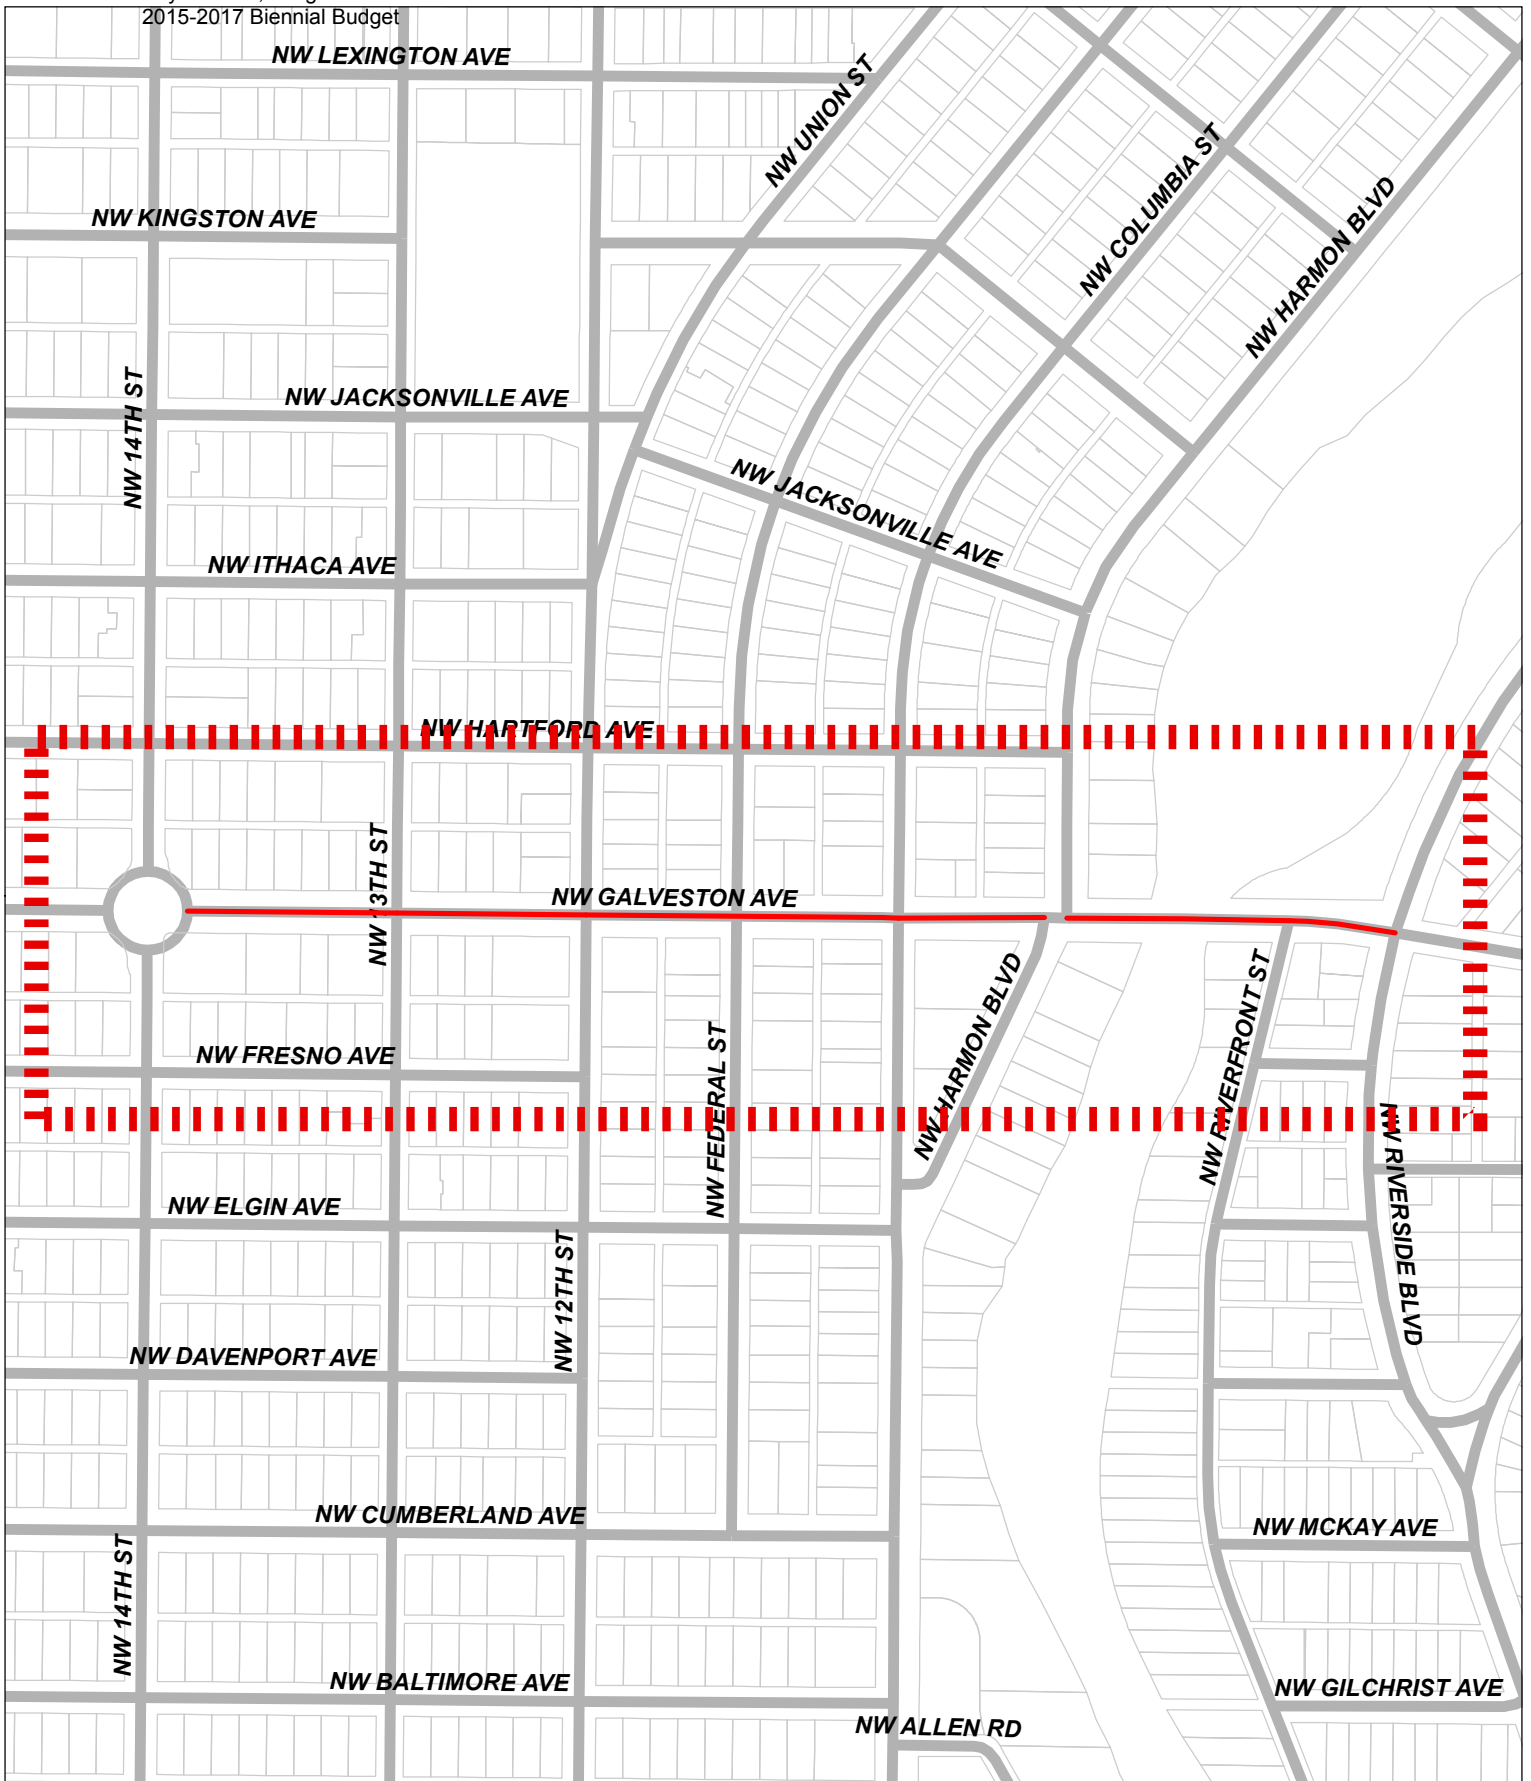 2015-2017 Biennial Budget
NW LEXINGTON AVE
NW UNION ST
NW COLUMBIA ST
NW KINGSTON AVE
NW HARMON BLVD
NW JACKSONVILLE AVE
NW 14TH ST
NW JACKSONVILLE AVE
NW ITHACA AVE
NW HARTFORD AVE
NW 13TH ST
NW GALVESTON AVE
NW HARMON BLVD
NW RIVERFRONT ST
NW FRESNO AVE
NW FEDERAL ST
NW RIVERSIDE BLVD
NW ELGIN AVE
NW 12TH ST
NW DAVENPORT AVE
NW CUMBERLAND AVE
NW MCKAY AVE
NW 14TH ST
NW BALTIMORE AVE
NW GILCHRIST AVE
NW ALLEN RD